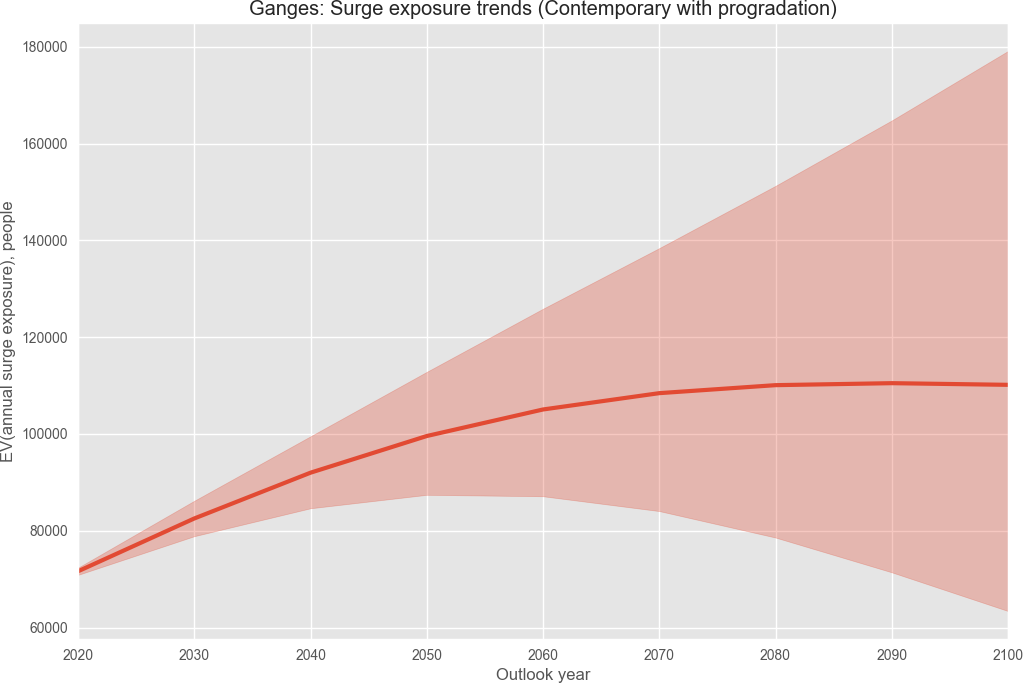 Ganges: Surge exposure trends (Contemporary with progradation)
EV(annual surge exposure), people
180000
160000
140000
120000
100000
80000
60000
2020 2030 2040 2050 2060 2070 2080 2090 2100
Outlook year